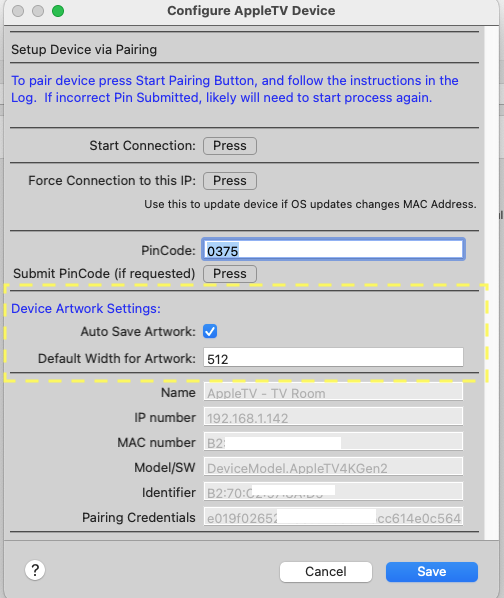 Configure AppleTV Device
Setup Device via Pairing
To pair device press Start Pairing Button, and follow the instructions in the
Log. If incorrect Pin Submitted, likely will need to start process again.
Start Connection: Press
Force Connection to this IP: Press
Use this to update device if OS updates changes MAC Address.
PinCode: 0375
Submit PinCode (if requested) Press
Device Artwork Settings:
Auto Save Artwork:
Default Width for Artwork: 512
Name AppleTV - TV Room
IP number 192.168.1.142
MAC number B2:
Model/SW DeviceModel.AppleTV4KGen2
Identifier B2:70:
Pairing Credentials e019f02652 cc614e0c564
? Cancel Save